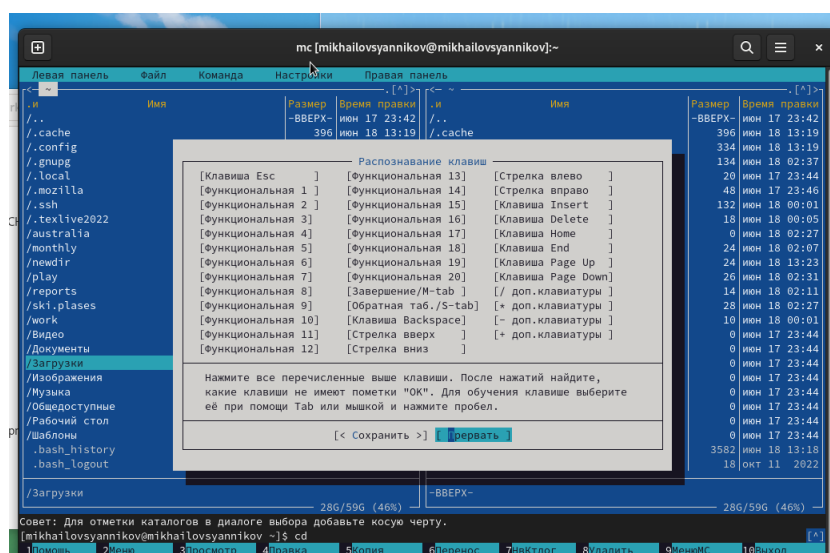 mc [mikhailovsyannikov@mikhailovsyannikov]:~
Левая панель Файл Команда Настройки Правая панель
<- ~ .[^]> <- ~ .[^]>
.и Имя Размер Время правки .и Имя Размер Время правки
/.. -ВВЕРХ- июн 17 23:42 /.. -ВВЕРХ- июн 17 23:42
/.cache 396 июн 18 13:19 /.cache 396 июн 18 13:19
/.config 334 июн 18 13:19
/.gnupg 134 июн 18 02:37
/.local 20 июн 17 23:44
/.mozilla 48 июн 17 23:46
/.ssh 132 июн 18 00:01
/.texlive2022 18 июн 18 00:05
/australia 0 июн 18 02:27
/monthly 24 июн 18 02:07
/newdir 24 июн 18 13:23
/play 26 июн 18 02:31
/reports 14 июн 18 02:11
/ski.plases 28 июн 18 02:27
/work 10 июн 18 00:01
/Видео 0 июн 17 23:44
/Документы 0 июн 17 23:44
/Загрузки 0 июн 17 23:44
/Изображения 0 июн 17 23:44
/Музыка 0 июн 17 23:44
/Общедоступные 0 июн 17 23:44
/Рабочий стол 0 июн 17 23:44
/Шаблоны 0 июн 17 23:44
.bash_history 3582 июн 18 13:18
.bash_logout 18 окт 11 2022
Распознавание клавиш
[Клавиша Esc ] [Функциональная 13] [Стрелка влево ]
[Функциональная 1 ] [Функциональная 14] [Стрелка вправо ]
[Функциональная 2 ] [Функциональная 15] [Клавиша Insert ]
[Функциональная 3] [Функциональная 16] [Клавиша Delete ]
[Функциональная 4] [Функциональная 17] [Клавиша Home ]
[Функциональная 5] [Функциональная 18] [Клавиша End ]
[Функциональная 6] [Функциональная 19] [Клавиша Page Up ]
[Функциональная 7] [Функциональная 20] [Клавиша Page Down]
[Функциональная 8] [Завершение/M-tab ] [/ доп.клавиатуры ]
[Функциональная 9] [Обратная таб./S-tab] [* доп.клавиатуры ]
[Функциональная 10] [Клавиша Backspace] [- доп.клавиатуры ]
[Функциональная 11] [Стрелка вверх ] [+ доп.клавиатуры ]
[Функциональная 12] [Стрелка вниз ]
Нажмите все перечисленные выше клавиши. После нажатий найдите,
какие клавиши не имеют пометки "OK". Для обучения клавише выберите
её при помощи Tab или мышкой и нажмите пробел.
[< Сохранить >] [ Прервать ]
/Загрузки -ВВЕРХ-
28G/59G (46%) 28G/59G (46%)
Совет: Для отметки каталогов в диалоге выбора добавьте косую черту.
[mikhailovsyannikov@mikhailovsyannikov ~]$ cd [^]
1Помощь 2Меню 3Просмотр 4Правка 5Копия 6Перенос 7НвКтлог 8Удалить 9МенюМС 10Выход